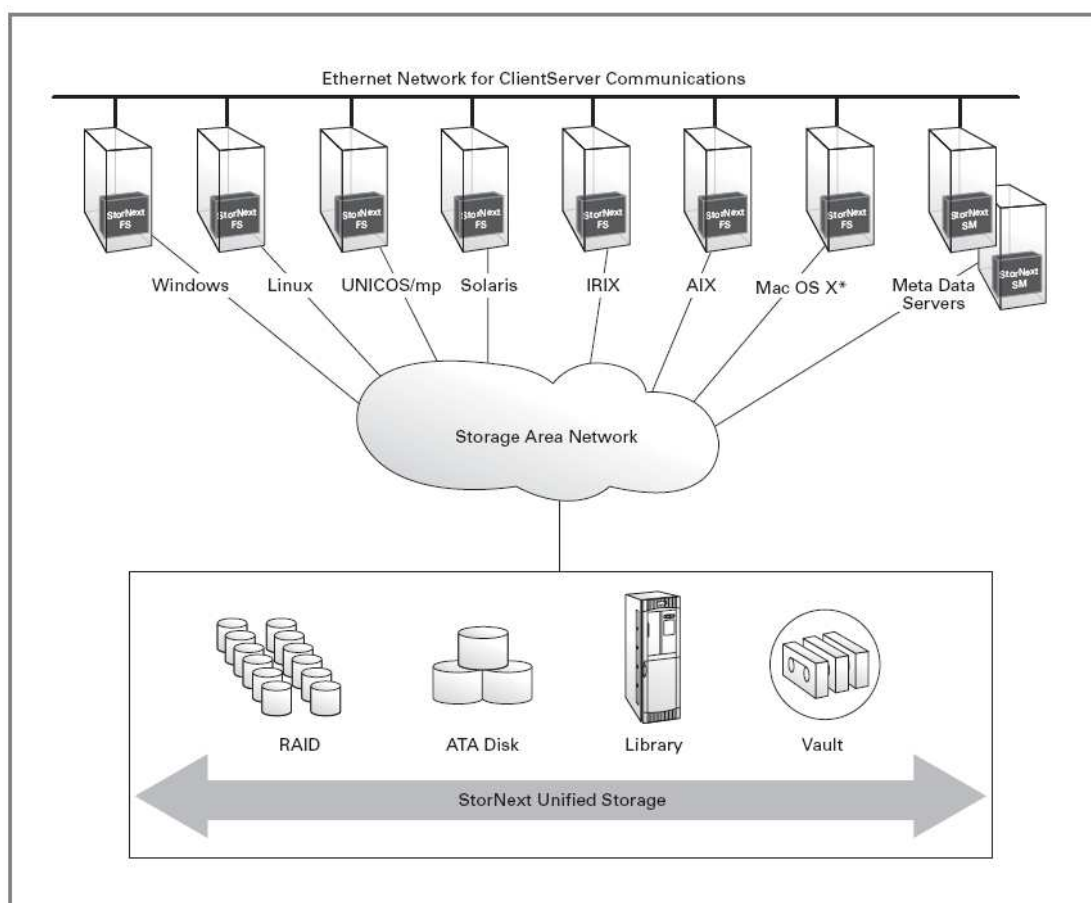 Ethernet Network for ClientServer Communications
StorNext
FS
StorNext
FS
StorNext
FS
StorNext
FS
StorNext
FS
StorNext
FS
StorNext
FS
StorNext
SM
StorNext
SM
Windows
Linux
UNICOS/mp
Solaris
IRIX
AIX
Mac OS X*
Meta Data
Servers
Storage Area Network
RAID
ATA Disk
Library
Vault
StorNext Unified Storage